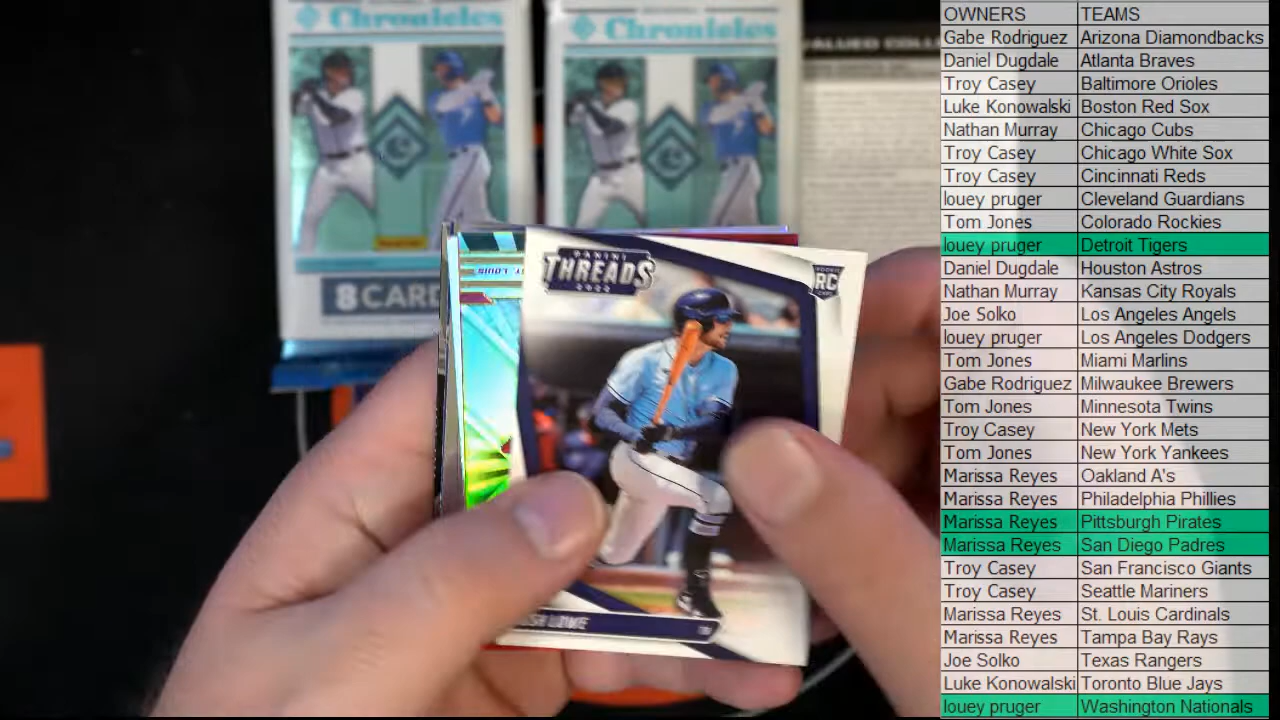 Chronicles
Chronicles
8 CARD
PANINI
THREADS
2022
ROOKIE
RC
CARD
LOUIS
LOWE
OWNERS TEAMS
Gabe Rodriguez Arizona Diamondbacks
Daniel Dugdale Atlanta Braves
Troy Casey Baltimore Orioles
Luke Konowalski Boston Red Sox
Nathan Murray Chicago Cubs
Troy Casey Chicago White Sox
Troy Casey Cincinnati Reds
louey pruger Cleveland Guardians
Tom Jones Colorado Rockies
louey pruger Detroit Tigers
Daniel Dugdale Houston Astros
Nathan Murray Kansas City Royals
Joe Solko Los Angeles Angels
louey pruger Los Angeles Dodgers
Tom Jones Miami Marlins
Gabe Rodriguez Milwaukee Brewers
Tom Jones Minnesota Twins
Troy Casey New York Mets
Tom Jones New York Yankees
Marissa Reyes Oakland A's
Marissa Reyes Philadelphia Phillies
Marissa Reyes Pittsburgh Pirates
Marissa Reyes San Diego Padres
Troy Casey San Francisco Giants
Troy Casey Seattle Mariners
Marissa Reyes St. Louis Cardinals
Marissa Reyes Tampa Bay Rays
Joe Solko Texas Rangers
Luke Konowalski Toronto Blue Jays
louey pruger Washington Nationals